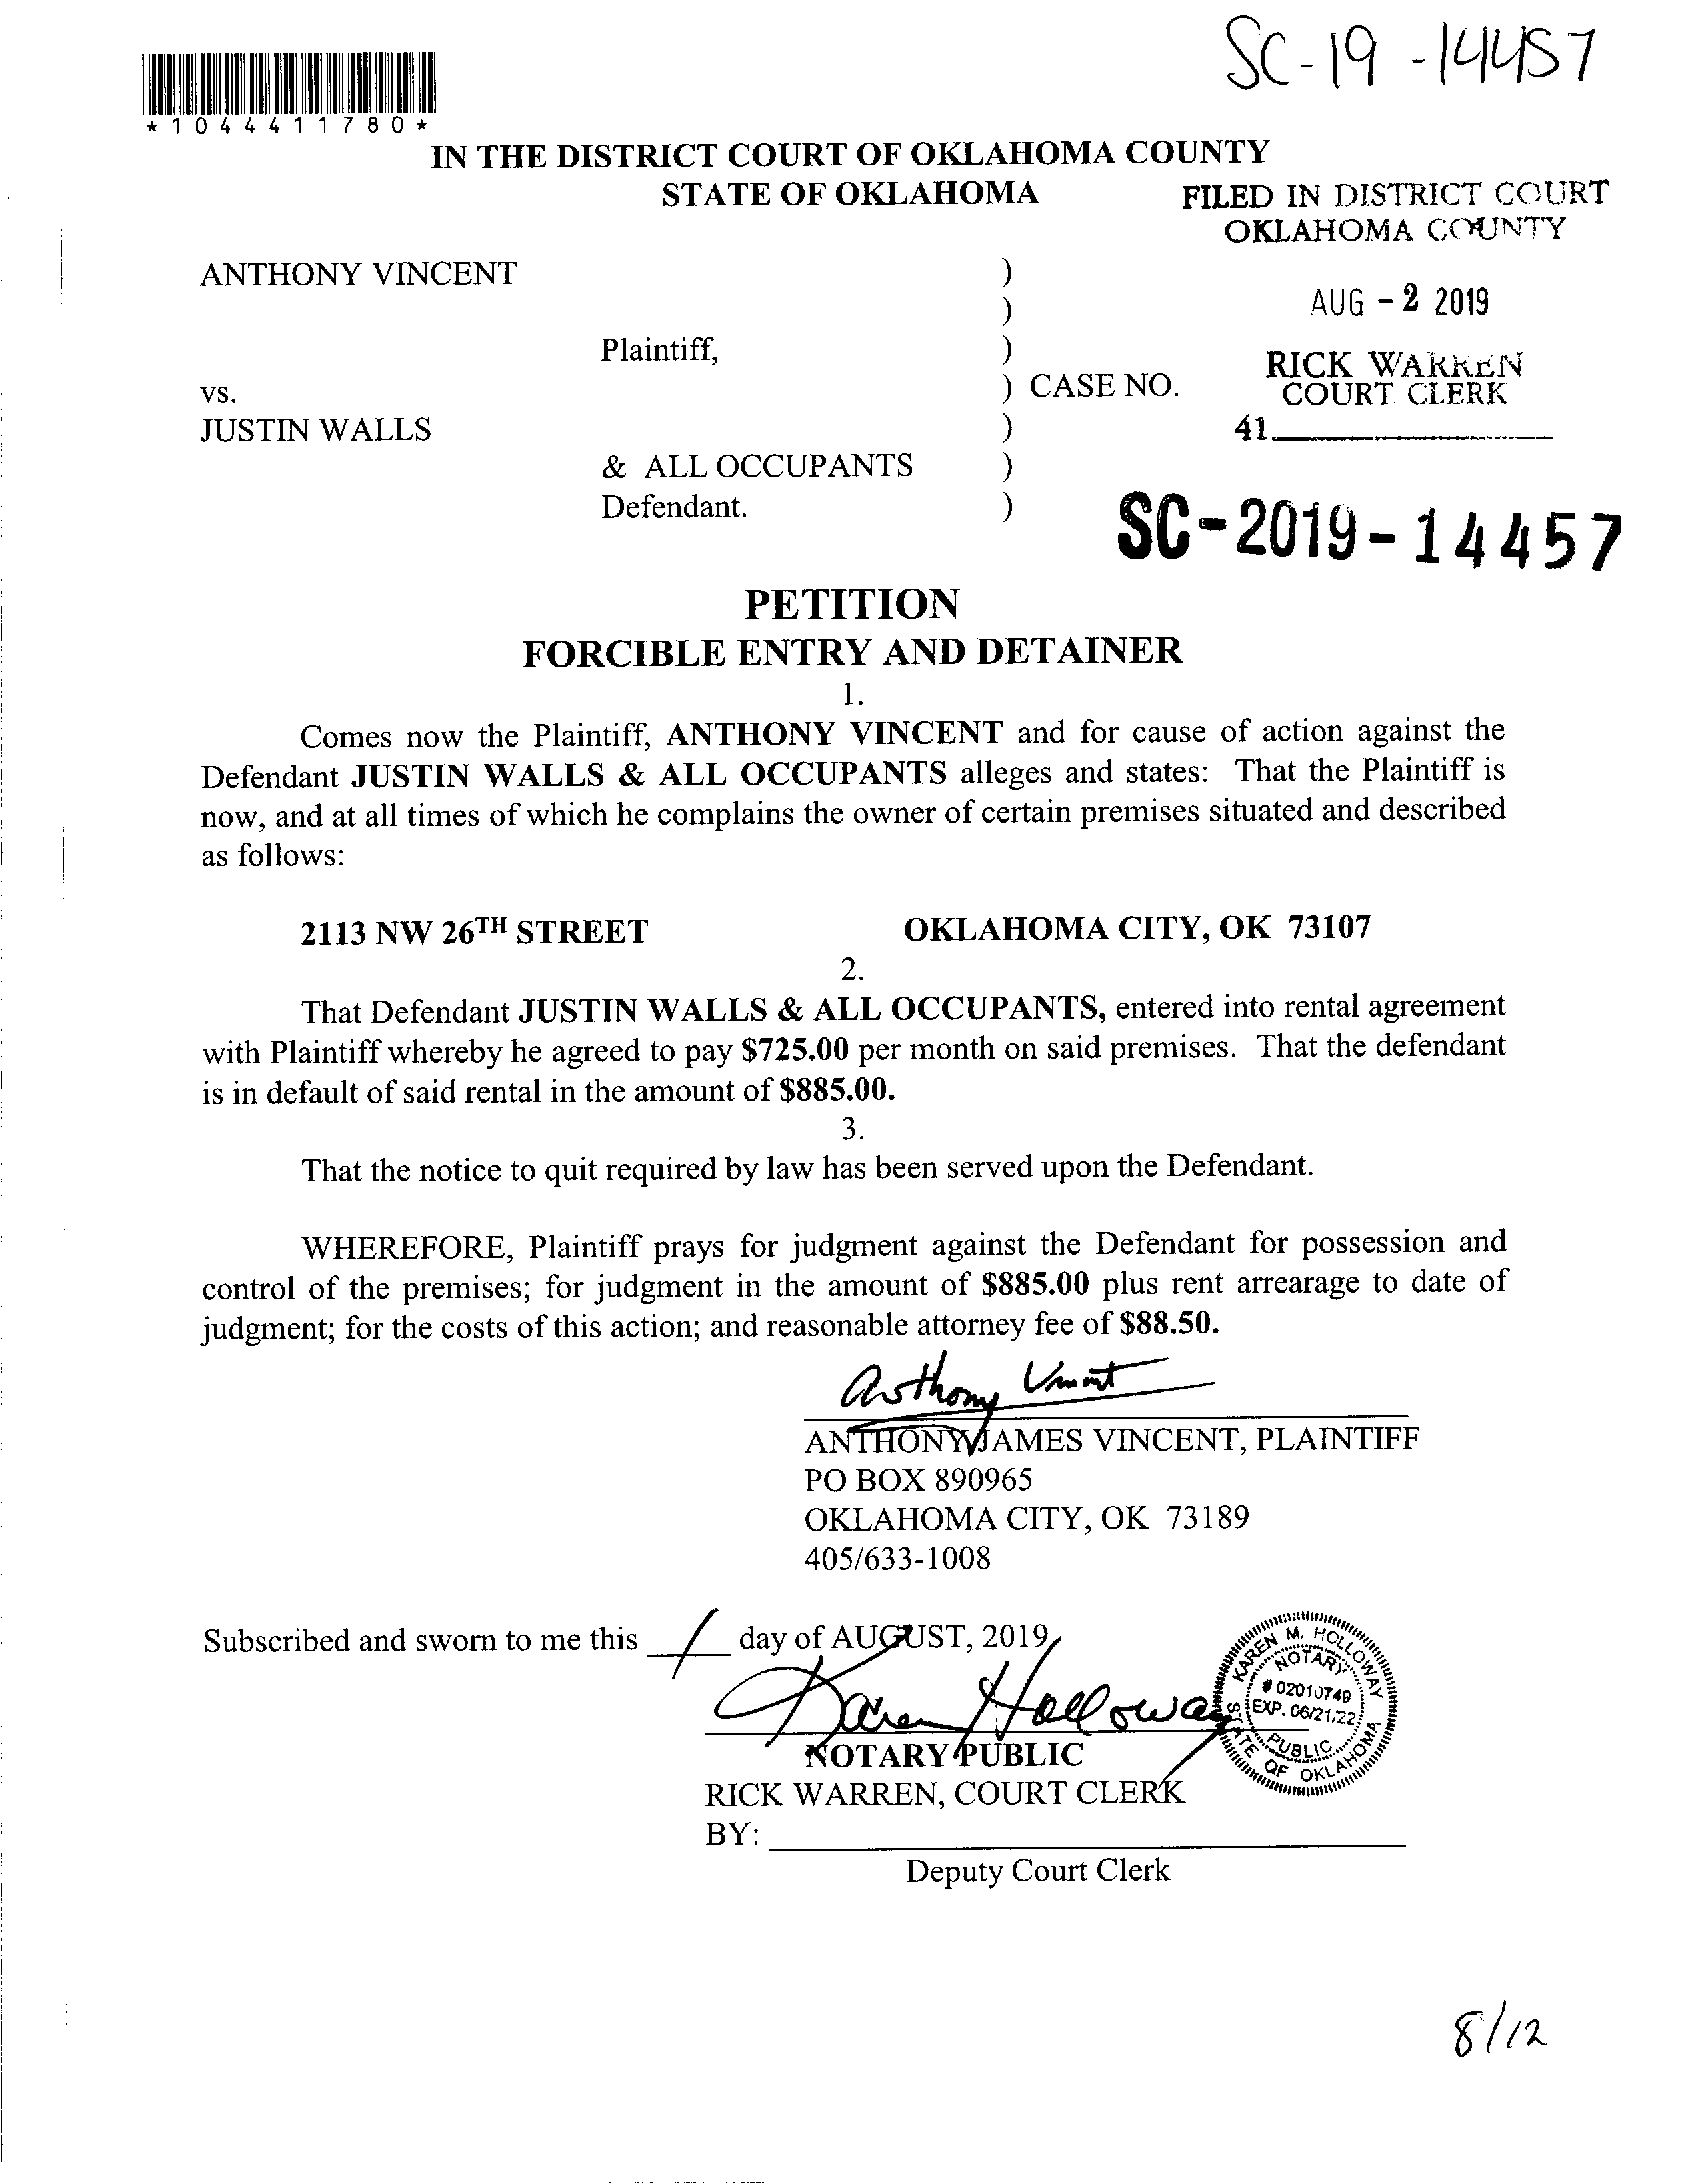 SC-19-14457
*1044411780*
IN THE DISTRICT COURT OF OKLAHOMA COUNTY
STATE OF OKLAHOMA
FILED IN DISTRICT COURT
OKLAHOMA COUNTY
ANTHONY VINCENT )
)
AUG - 2 2019
Plaintiff, )
RICK WARREN
COURT CLERK
vs. ) CASE NO.
JUSTIN WALLS )
41
& ALL OCCUPANTS )
Defendant. )
SC-2019-14457
PETITION
FORCIBLE ENTRY AND DETAINER
1.
Comes now the Plaintiff, ANTHONY VINCENT and for cause of action against the
Defendant JUSTIN WALLS & ALL OCCUPANTS alleges and states: That the Plaintiff is
now, and at all times of which he complains the owner of certain premises situated and described
as follows:
2113 NW 26TH STREET OKLAHOMA CITY, OK 73107
2.
That Defendant JUSTIN WALLS & ALL OCCUPANTS, entered into rental agreement
with Plaintiff whereby he agreed to pay $725.00 per month on said premises. That the defendant
is in default of said rental in the amount of $885.00.
3.
That the notice to quit required by law has been served upon the Defendant.
WHEREFORE, Plaintiff prays for judgment against the Defendant for possession and
control of the premises; for judgment in the amount of $885.00 plus rent arrearage to date of
judgment; for the costs of this action; and reasonable attorney fee of $88.50.
Anthony Vincent
ANTHONY JAMES VINCENT, PLAINTIFF
PO BOX 890965
OKLAHOMA CITY, OK 73189
405/633-1008
Subscribed and sworn to me this 1 day of AUGUST, 2019
Karen Holloway
NOTARY PUBLIC
KAREN M. HOLLOWAY
NOTARY
# 02010749
EXP. 06/21/22
PUBLIC
STATE OF OKLAHOMA
RICK WARREN, COURT CLERK
BY:
Deputy Court Clerk
8/12